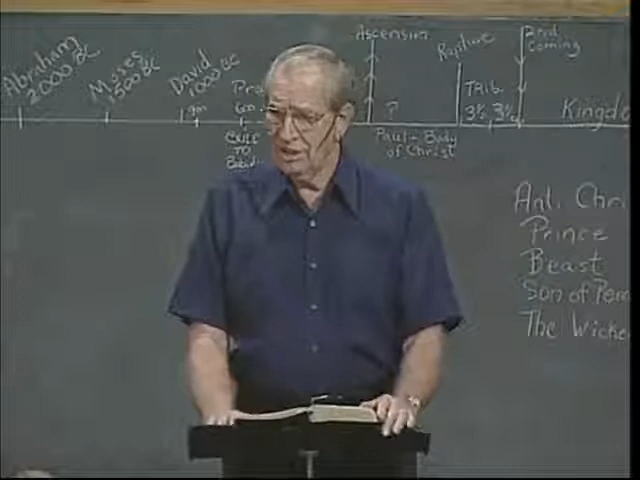 Abraham
2000 BC
Moses
1500 BC
David
1000 BC
Ascension
Rapture
2nd
Coming
TRIB.
3½ 3½
?
Paul - Body
of Christ
TO
Ant. Chri
Prince
Beast
Son of Per
The Wicke
Kingdo